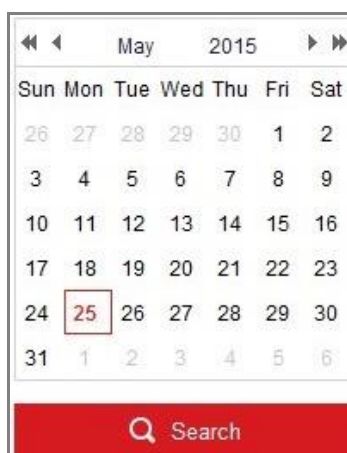 May 2015
Sun Mon Tue Wed Thu Fri Sat
26 27 28 29 30 1 2
3 4 5 6 7 8 9
10 11 12 13 14 15 16
17 18 19 20 21 22 23
24 25 26 27 28 29 30
31 1 2 3 4 5 6
Search